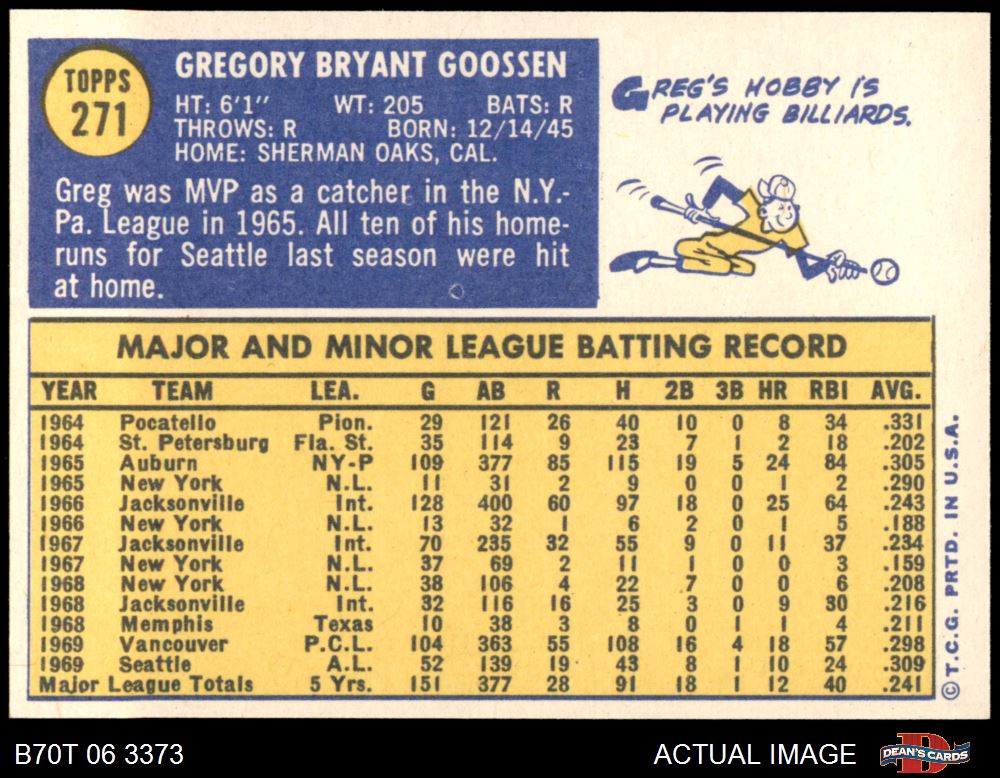 TOPPS
271
GREGORY BRYANT GOOSSEN
HT: 6'1" WT: 205 BATS: R
THROWS: R BORN: 12/14/45
HOME: SHERMAN OAKS, CAL.
Greg was MVP as a catcher in the N.Y.-
Pa. League in 1965. All ten of his home-
runs for Seattle last season were hit
at home.
GREG'S HOBBY IS
PLAYING BILLIARDS.
MAJOR AND MINOR LEAGUE BATTING RECORD
YEAR TEAM LEA. G AB R H 2B 3B HR RBI AVG.
1964 Pocatello Pion. 29 121 26 40 10 0 8 34 .331
1964 St. Petersburg Fla. St. 35 114 9 23 7 1 2 18 .202
1965 Auburn NY-P 109 377 85 115 19 5 24 84 .305
1965 New York N.L. 11 31 2 9 0 0 1 2 .290
1966 Jacksonville Int. 128 400 60 97 18 0 25 64 .243
1966 New York N.L. 13 32 1 6 2 0 1 5 .188
1967 Jacksonville Int. 70 235 32 55 9 0 11 37 .234
1967 New York N.L. 37 69 2 11 1 0 0 3 .159
1968 New York N.L. 38 106 4 22 7 0 0 6 .208
1968 Jacksonville Int. 32 116 16 25 3 0 9 30 .216
1968 Memphis Texas 10 38 3 8 0 1 1 4 .211
1969 Vancouver P.C.L. 104 363 55 108 16 4 18 57 .298
1969 Seattle A.L. 52 139 19 43 8 1 10 24 .309
Major League Totals 5 Yrs. 151 377 28 91 18 1 12 40 .241
© T.C.G. PRTD. IN U.S.A.
B70T 06 3373
ACTUAL IMAGE
DEAN'S CARDS